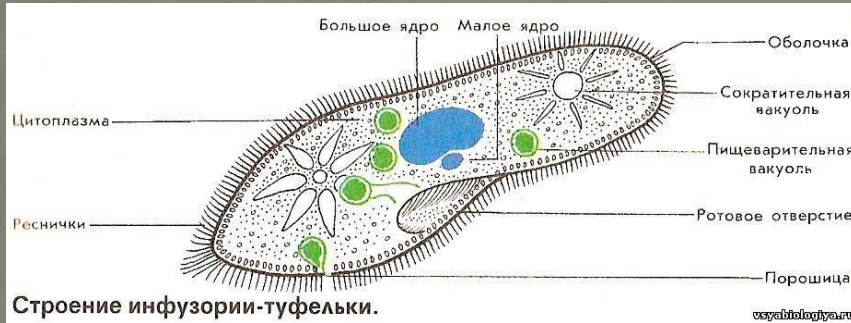 Большое ядро
Малое ядро
Оболочка
Сократительная
вакуоль
Цитоплазма
Пищеварительная
вакуоль
Ротовое отверстие
Реснички
Порошица
Строение инфузории-туфельки.
vsyabiologiya.ru